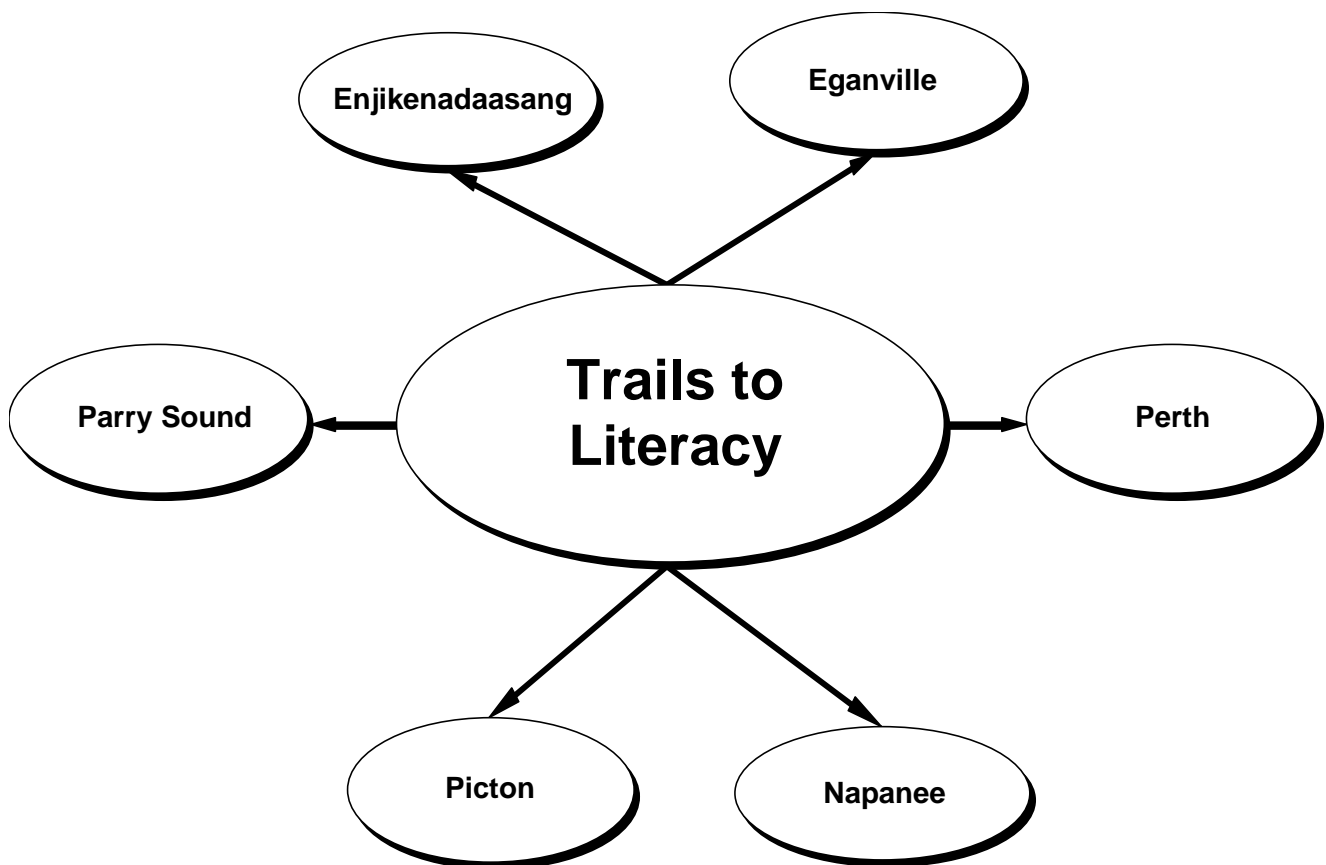 Enjikenadaasang
Eganville
Trails to
Literacy
Parry Sound
Perth
Picton
Napanee